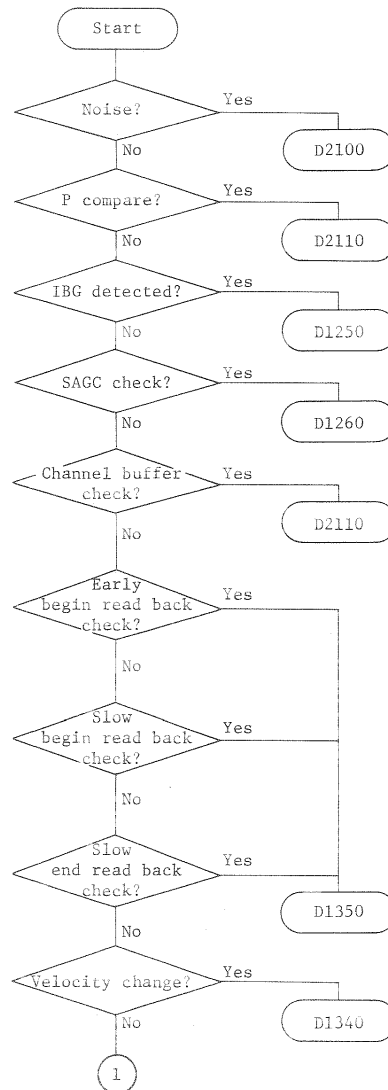 Start
Noise?
Yes
D2100
No
P compare?
Yes
D2110
No
IBG detected?
Yes
D1250
No
SAGC check?
Yes
D1260
No
Channel buffer
check?
Yes
D2110
No
Early
begin read back
check?
Yes
No
Slow
begin read back
check?
Yes
No
Slow
end read back
check?
Yes
D1350
No
Velocity change?
Yes
D1340
No
1